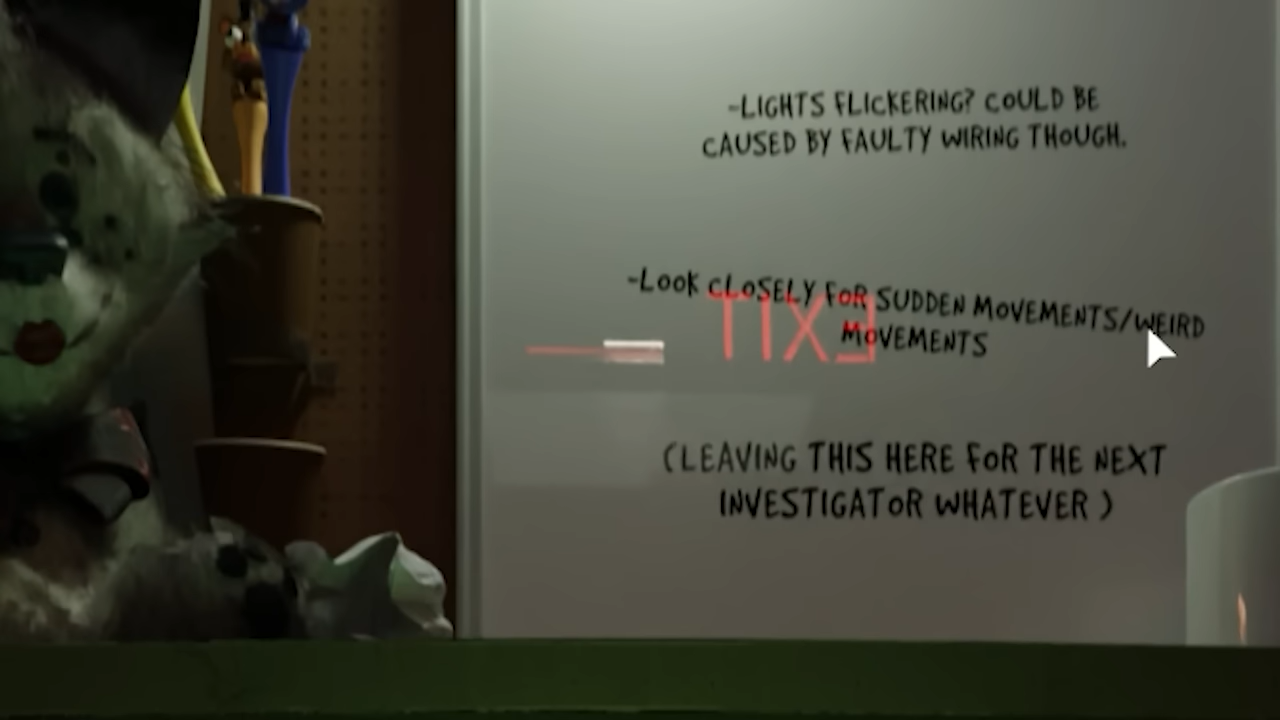 -LIGHTS FLICKERING? COULD BE
CAUSED BY FAULTY WIRING THOUGH.
-LOOK CLOSELY FOR SUDDEN MOVEMENTS/WEIRD
MOVEMENTS
EXIT
(LEAVING THIS HERE FOR THE NEXT
INVESTIGATOR WHATEVER )